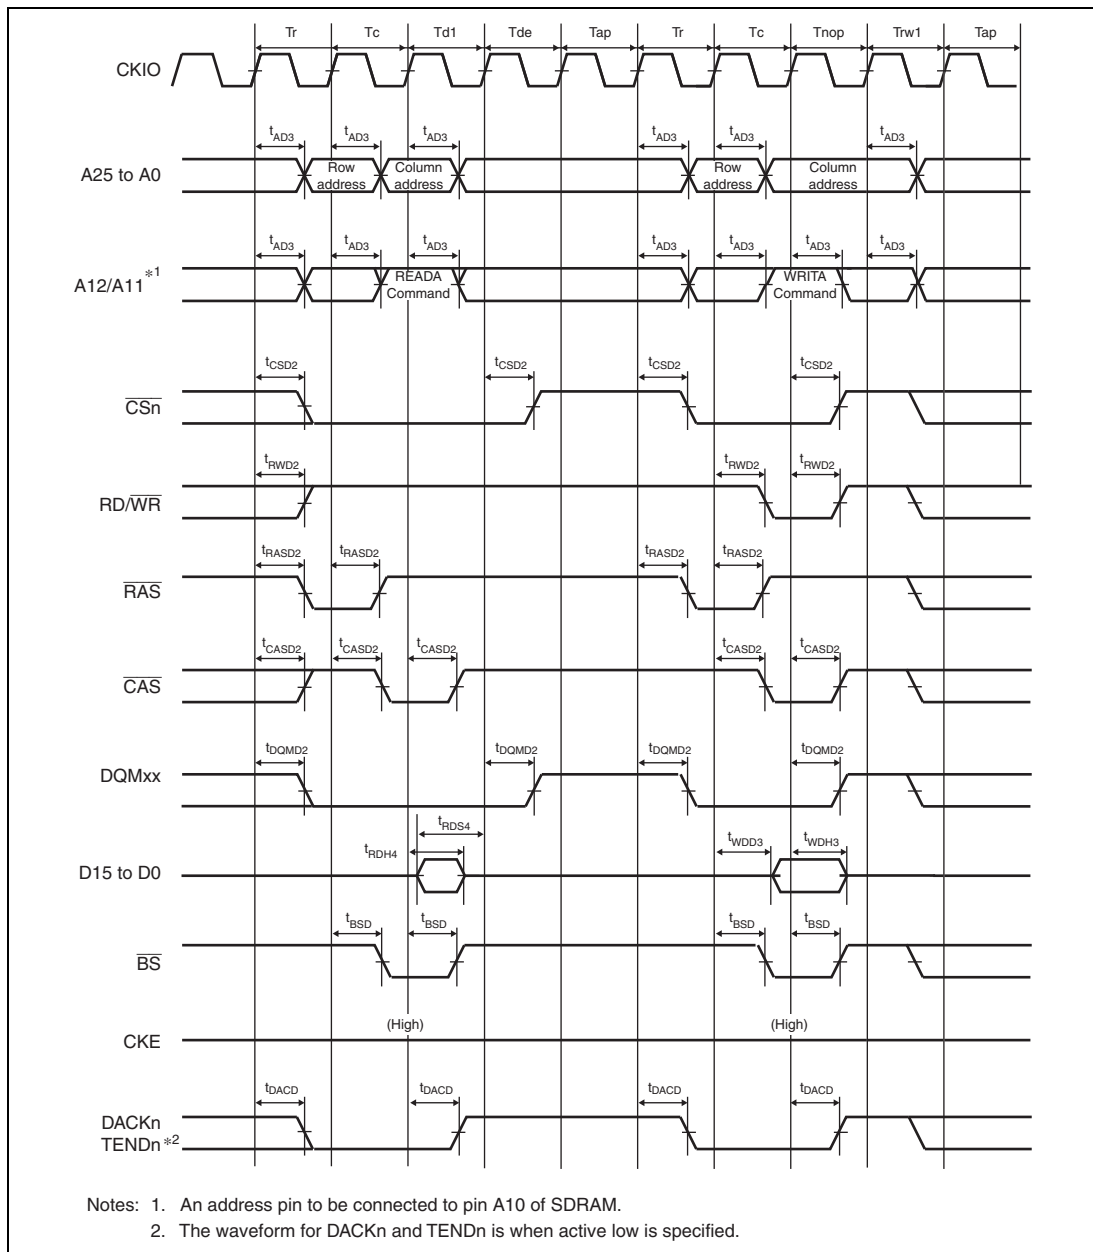 Tr Tc Td1 Tde Tap Tr Tc Tnop Trw1 Tap
CKIO
tAD3 tAD3 tAD3 tAD3 tAD3 tAD3
A25 to A0
Row address Column address Row address Column address
tAD3 tAD3 tAD3 tAD3 tAD3 tAD3 tAD3
A12/A11*1
READA Command WRITA Command
tCSD2 tCSD2 tCSD2 tCSD2
CSn
tRWD2 tRWD2 tRWD2
RD/WR
tRASD2 tRASD2 tRASD2 tRASD2
RAS
tCASD2 tCASD2 tCASD2 tCASD2 tCASD2
CAS
tDQMD2 tDQMD2 tDQMD2 tDQMD2
DQMxx
tRDS4
tRDH4 tWDD3 tWDH3
D15 to D0
tBSD tBSD tBSD tBSD
BS
(High) (High)
CKE
tDACD tDACD tDACD tDACD
DACKn
TENDn*2
Notes: 1. An address pin to be connected to pin A10 of SDRAM.
2. The waveform for DACKn and TENDn is when active low is specified.